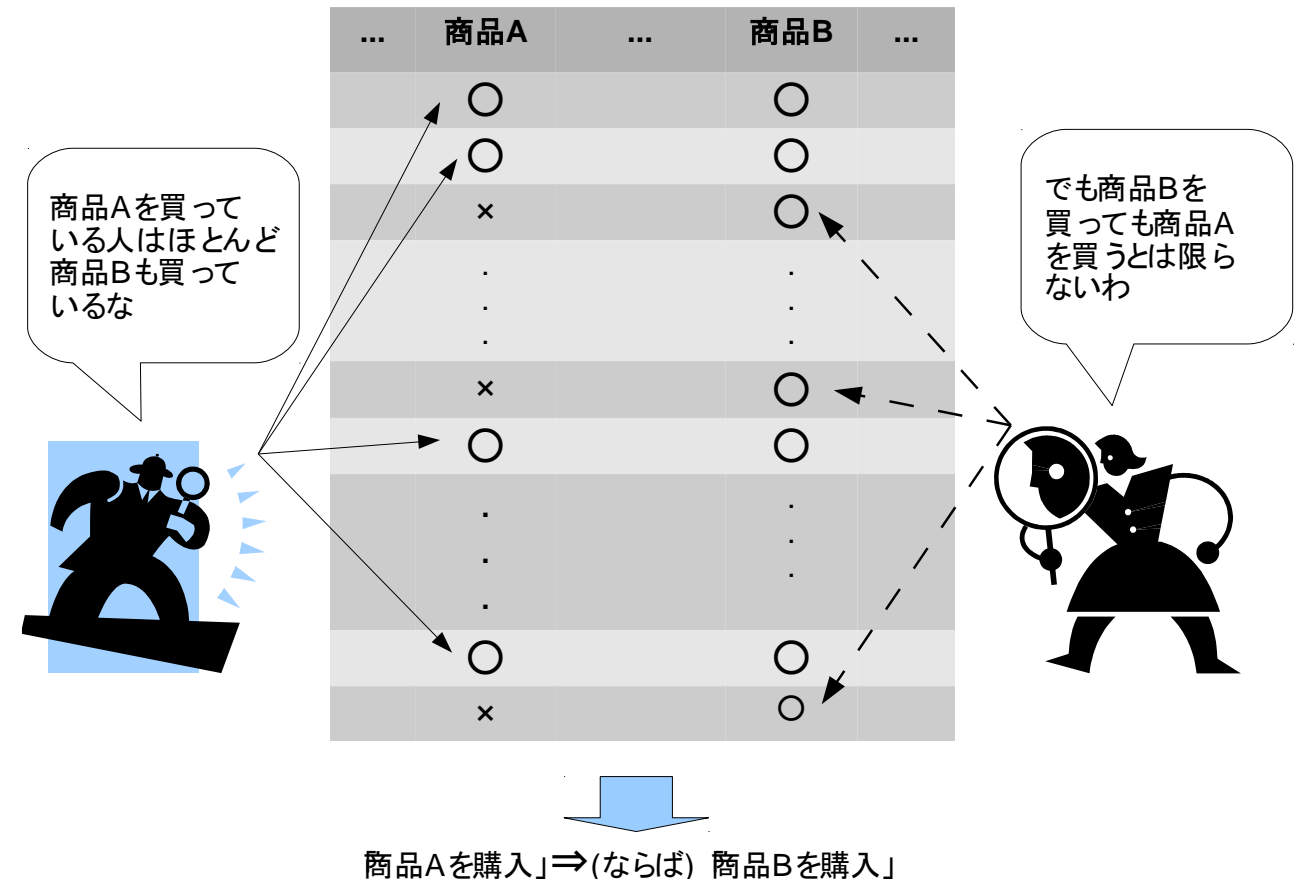 ... 商品A ... 商品B ...
○ ○
○ ○
× ○
. .
. .
. .
× ○
○ ○
. .
. .
. .
○ ○
× ○
商品Aを買って
いる人はほとんど
商品Bも買って
いるな
でも商品Bを
買っても商品A
を買うとは限ら
ないわ
「商品Aを購入」⇒(ならば)「商品Bを購入」